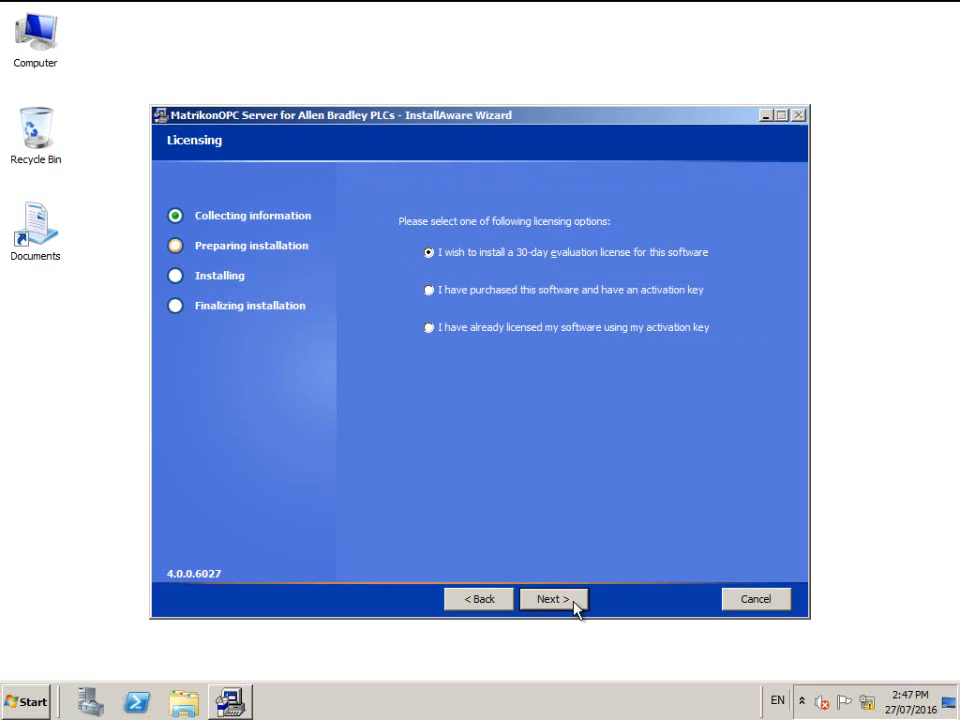 Computer
Recycle Bin
Documents
MatrikonOPC Server for Allen Bradley PLCs - InstallAware Wizard
Licensing
Collecting information
Preparing installation
Installing
Finalizing installation
Please select one of following licensing options:
I wish to install a 30-day evaluation license for this software
I have purchased this software and have an activation key
I have already licensed my software using my activation key
4.0.0.6027
< Back
Next >
Cancel
Start
EN
2:47 PM
27/07/2016